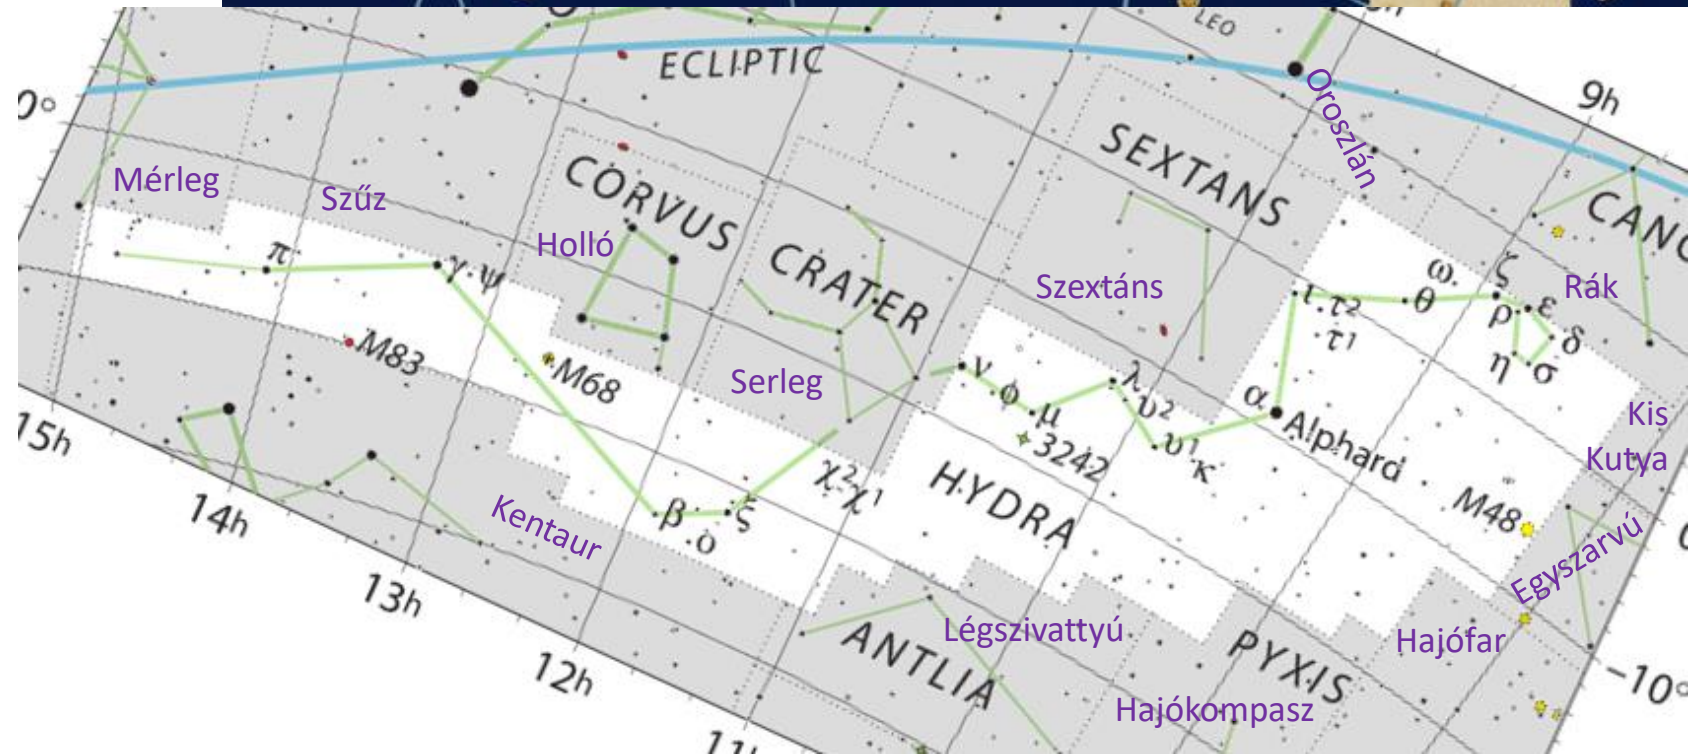 LEO
ECLIPTIC
9h
0°
Oroszlán
SEXTANS
CORVUS
Mérleg
Szűz
Holló
CRATER
Szextáns
Rák
π
γ
ψ
ω
ζ
ι
τ²
θ
ρ
ε
τ¹
δ
η
σ
M83
M68
Serleg
ν
φ
μ
λ
υ²
υ¹
κ
α
Alphard
Kis
Kutya
3242
15h
χ²
χ¹
HYDRA
M48
14h
Kentaur
β
ο
ξ
Egyszarvú
13h
Légszivattyú
ANTLIA
PYXIS
Hajófar
-10°
12h
Hajókompasz